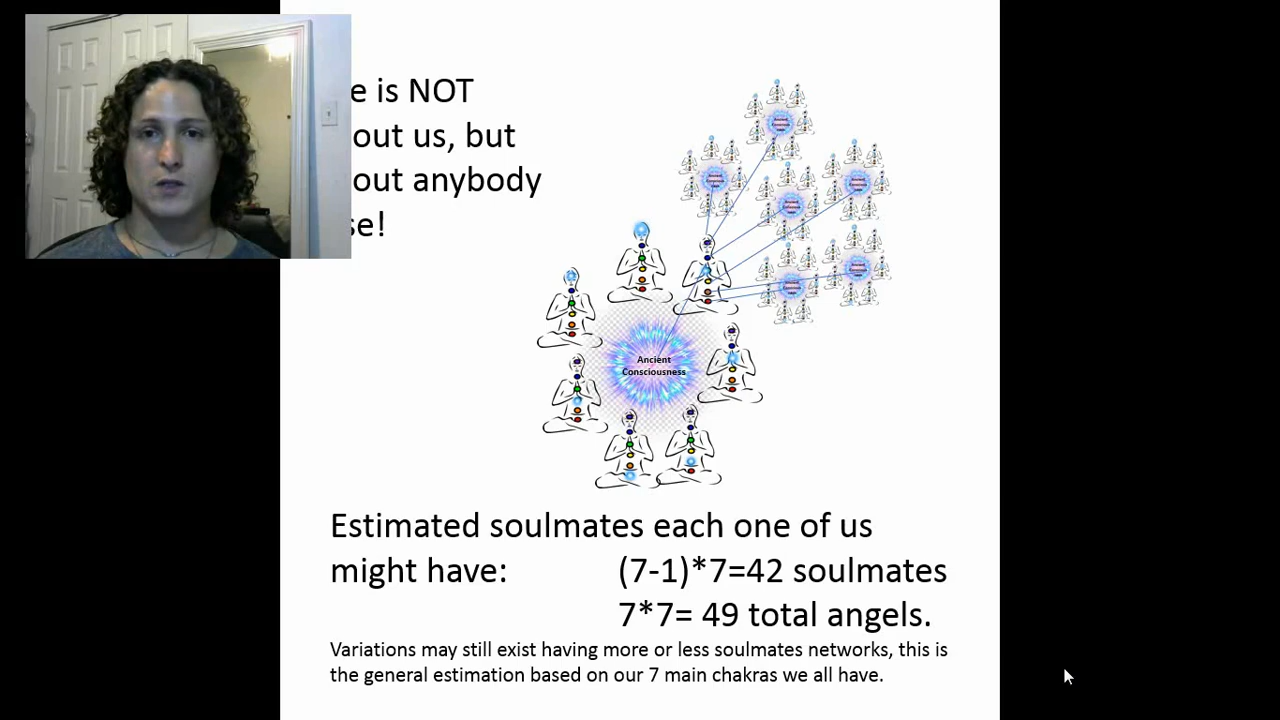 e is NOT
out us, but
out anybody
se!
Ancient
Consciousness
Estimated soulmates each one of us
might have: (7-1)*7=42 soulmates
7*7= 49 total angels.
Variations may still exist having more or less soulmates networks, this is
the general estimation based on our 7 main chakras we all have.